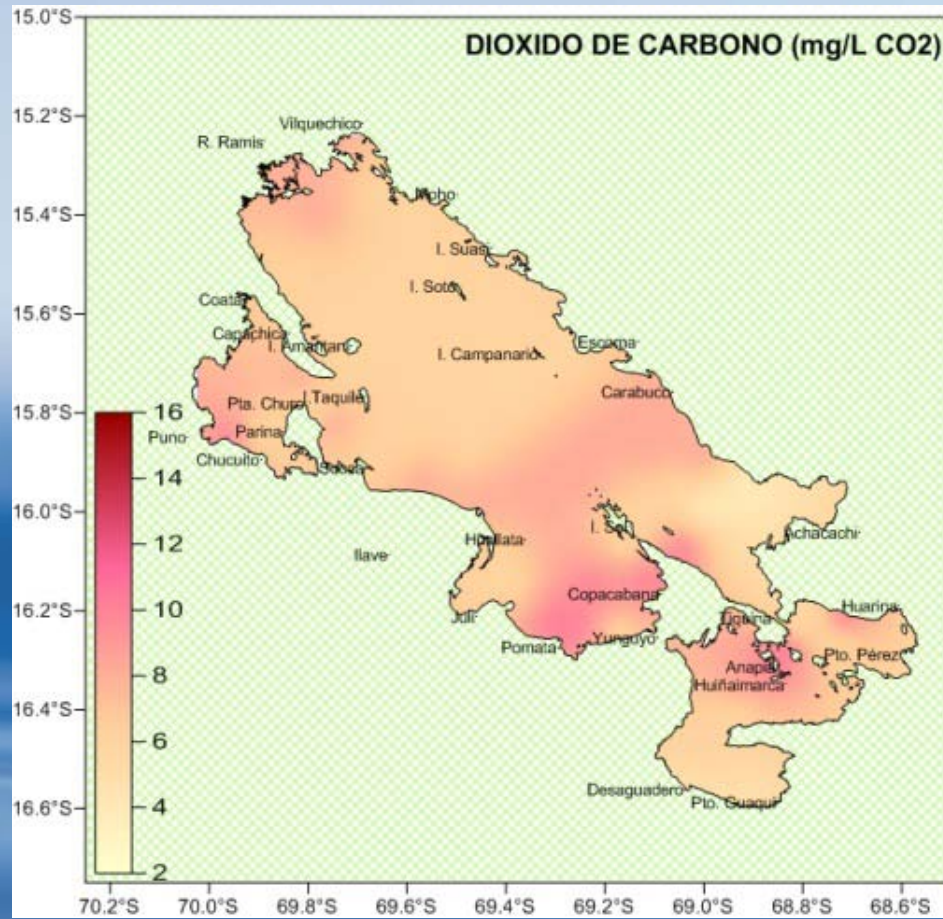 DIOXIDO DE CARBONO (mg/L CO2)
15.0°S
15.2°S
15.4°S
15.6°S
15.8°S
16.0°S
16.2°S
16.4°S
16.6°S
Vilquechico
R. Ramis
Moho
I. Suasi
I. Soto
Coata
Capachica
I. Amantani
Escoma
I. Campanario
Carabuco
I. Taquile
Pta. Churo
Puno
Parina
Chucuito
I. Sol
Achacachi
Huallata
Ilave
Copacabana
Huarina
Juli
Tiquina
Pomata
Yunguyo
Pto. Pérez
Anapia
Huiñaimarca
Desaguadero
Pto. Guaqui
16
14
12
10
8
6
4
2
70.2°W
70.0°W
69.8°W
69.6°W
69.4°W
69.2°W
69.0°W
68.8°W
68.6°W